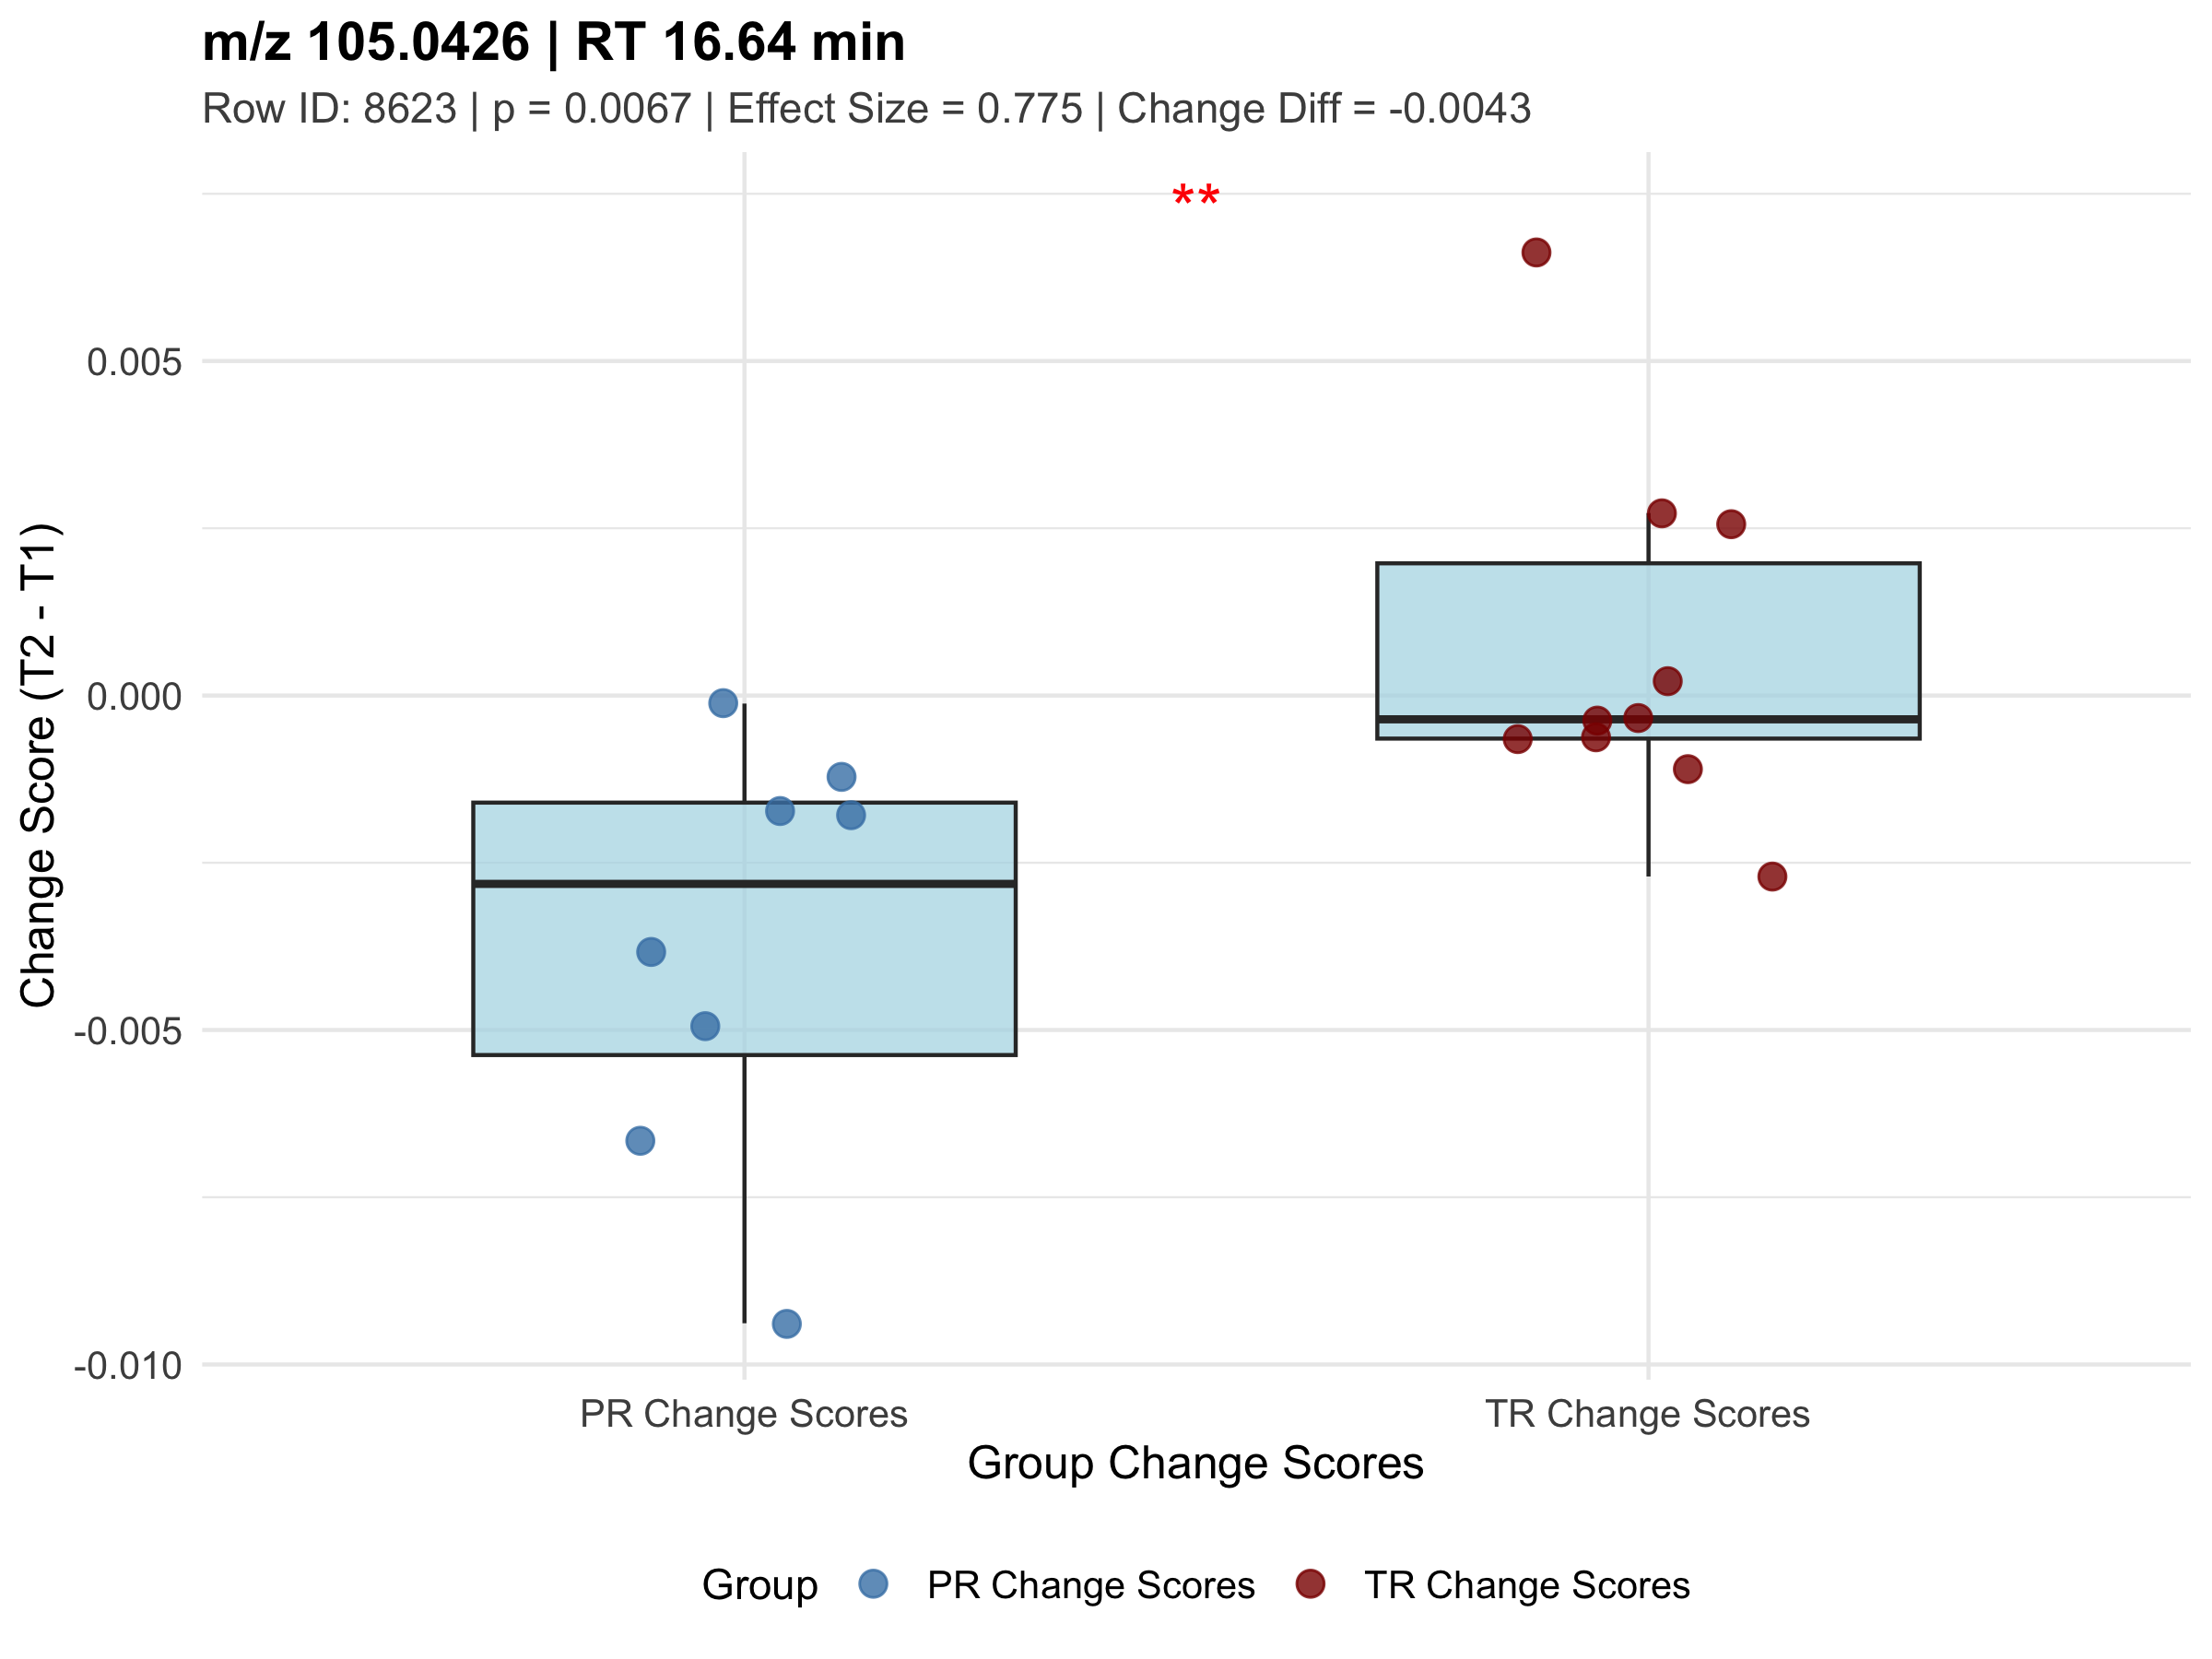 m/z 105.0426 | RT 16.64 min
Row ID: 8623 | p = 0.0067 | Effect Size = 0.775 | Change Diff = -0.0043
**
0.005
0.000
-0.005
-0.010
Change Score (T2 - T1)
PR Change Scores TR Change Scores
Group Change Scores
Group PR Change Scores TR Change Scores